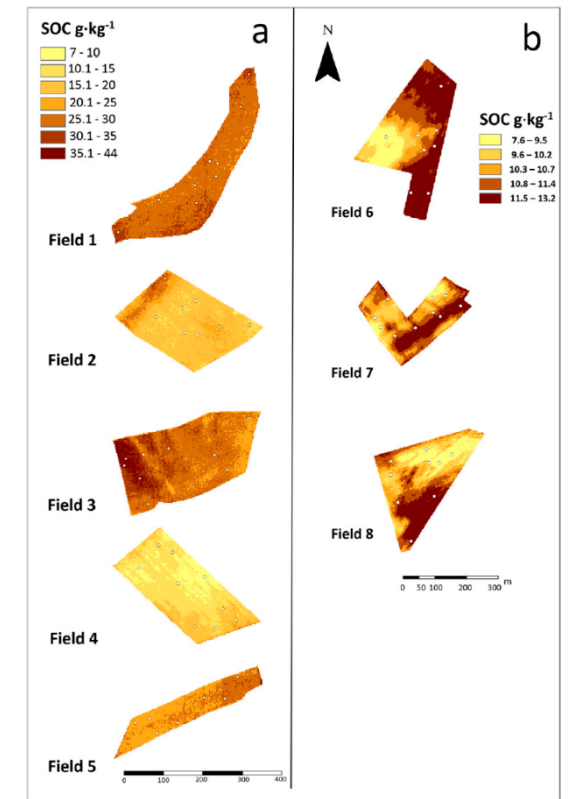 SOC g·kg-1
a
7 - 10
10.1 - 15
15.1 - 20
20.1 - 25
25.1 - 30
30.1 - 35
35.1 - 44
Field 1
Field 2
Field 3
Field 4
Field 5
0 100 200 300 400
N
b
SOC g·kg-1
7.6 – 9.5
9.6 – 10.2
10.3 – 10.7
10.8 – 11.4
11.5 – 13.2
Field 6
Field 7
Field 8
0 50 100 200 300 m